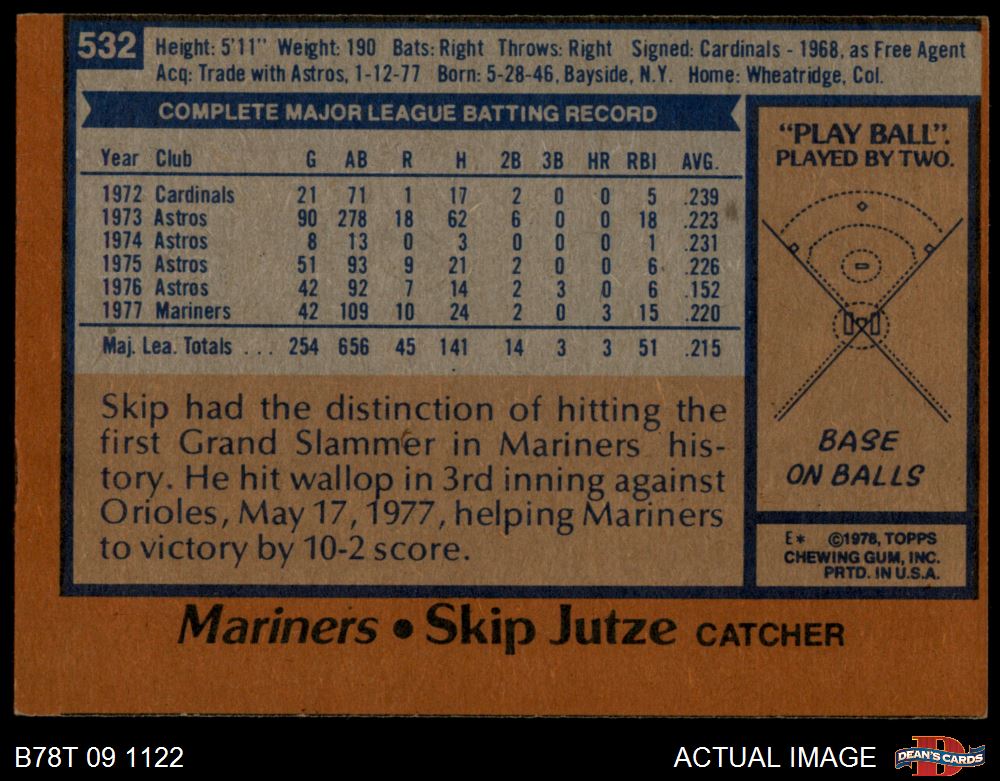 532
Height: 5'11" Weight: 190 Bats: Right Throws: Right Signed: Cardinals - 1968, as Free Agent
Acq: Trade with Astros, 1-12-77 Born: 5-28-46, Bayside, N.Y. Home: Wheatridge, Col.
COMPLETE MAJOR LEAGUE BATTING RECORD
Year Club G AB R H 2B 3B HR RBI AVG.
1972 Cardinals 21 71 1 17 2 0 0 5 .239
1973 Astros 90 278 18 62 6 0 0 18 .223
1974 Astros 8 13 0 3 0 0 0 1 .231
1975 Astros 51 93 9 21 2 0 0 6 .226
1976 Astros 42 92 7 14 2 3 0 6 .152
1977 Mariners 42 109 10 24 2 0 3 15 .220
Maj. Lea. Totals ... 254 656 45 141 14 3 3 51 .215
Skip had the distinction of hitting the
first Grand Slammer in Mariners his-
tory. He hit wallop in 3rd inning against
Orioles, May 17, 1977, helping Mariners
to victory by 10-2 score.
"PLAY BALL".
PLAYED BY TWO.
BASE
ON BALLS
E* ©1978, TOPPS
CHEWING GUM, INC.
PRTD. IN U.S.A.
Mariners • Skip Jutze CATCHER
B78T 09 1122
ACTUAL IMAGE
DEAN'S CARDS